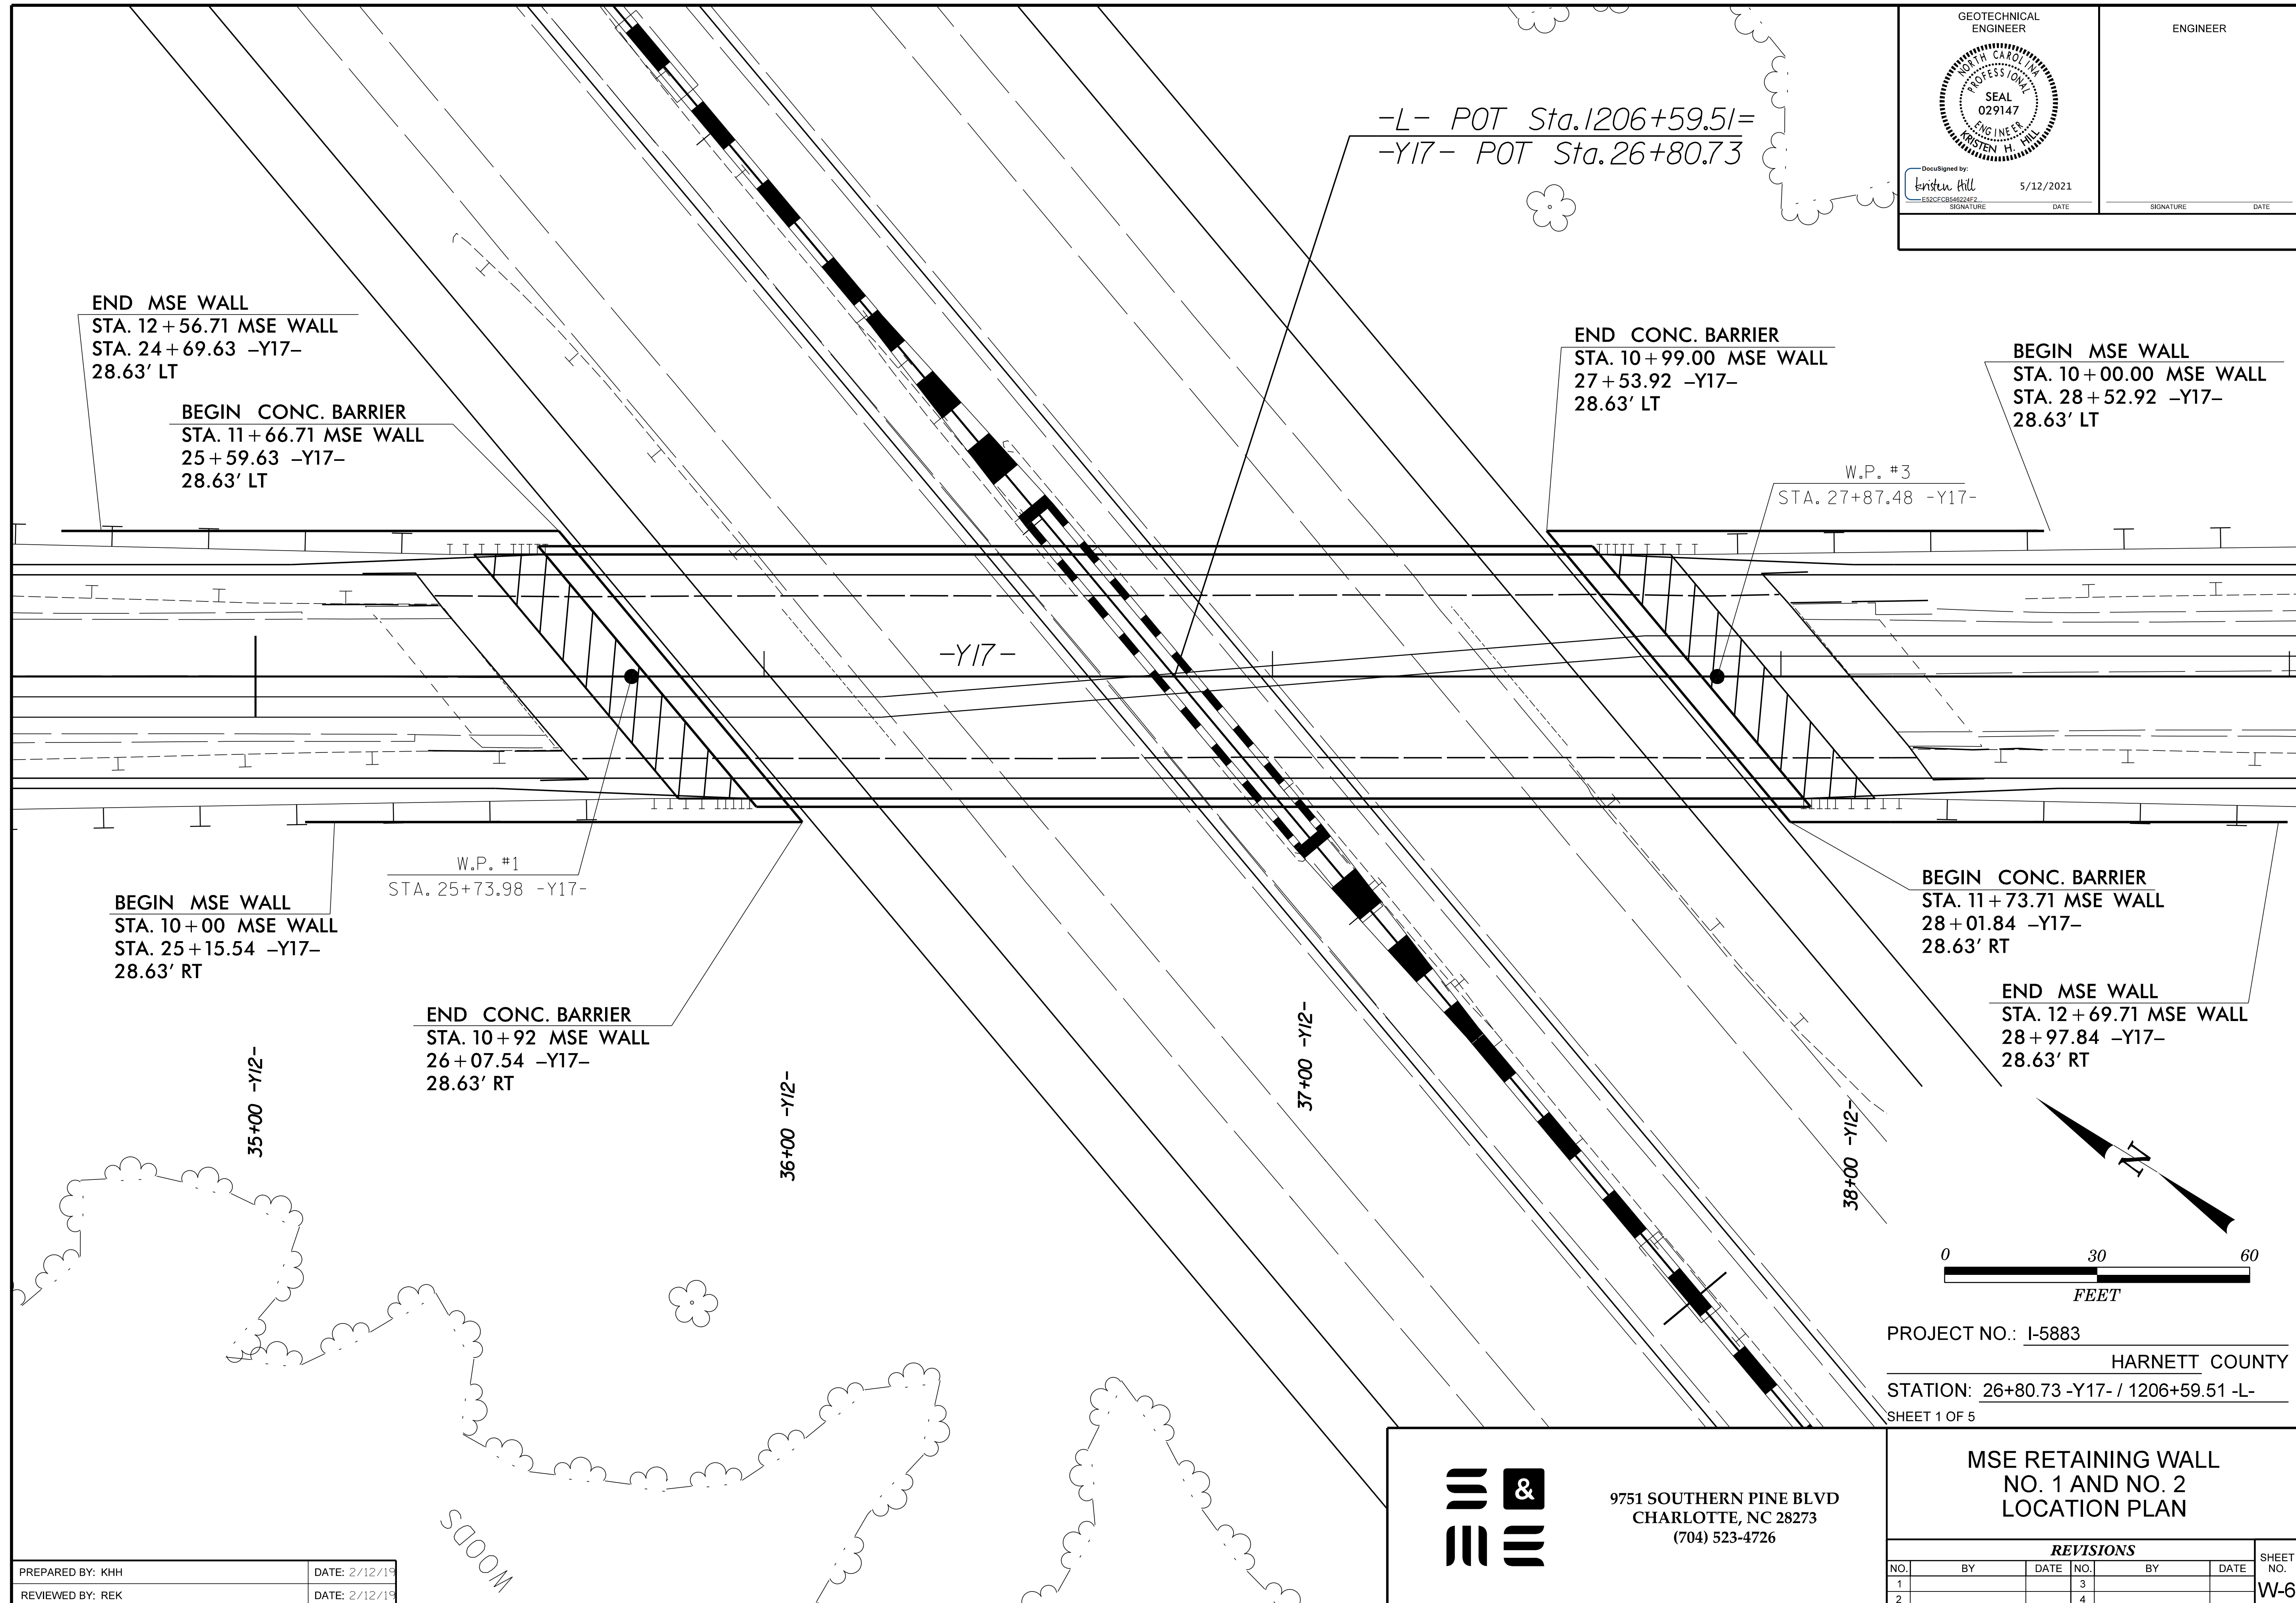 GEOTECHNICAL
ENGINEER
NORTH CAROLINA
PROFESSIONAL
SEAL
029147
ENGINEER
KRISTEN H. HILL
DocuSigned by:
Kristen Hill
5/12/2021
E52CFCB546224F2...
SIGNATURE DATE
ENGINEER
SIGNATURE DATE
-L- POT Sta.1206+59.51=
-Y17- POT Sta.26+80.73
END MSE WALL
STA. 12+56.71 MSE WALL
STA. 24+69.63 –Y17–
28.63' LT
BEGIN CONC. BARRIER
STA. 11+66.71 MSE WALL
25+59.63 –Y17–
28.63' LT
END CONC. BARRIER
STA. 10+99.00 MSE WALL
27+53.92 –Y17–
28.63' LT
BEGIN MSE WALL
STA. 10+00.00 MSE WALL
STA. 28+52.92 –Y17–
28.63' LT
W.P. #3
STA. 27+87.48 -Y17-
-Y17-
W.P. #1
STA. 25+73.98 -Y17-
BEGIN MSE WALL
STA. 10+00 MSE WALL
STA. 25+15.54 –Y17–
28.63' RT
END CONC. BARRIER
STA. 10+92 MSE WALL
26+07.54 –Y17–
28.63' RT
BEGIN CONC. BARRIER
STA. 11+73.71 MSE WALL
28+01.84 –Y17–
28.63' RT
END MSE WALL
STA. 12+69.71 MSE WALL
28+97.84 –Y17–
28.63' RT
35+00 -Y12-
36+00 -Y12-
37+00 -Y12-
38+00 -Y12-
N
0 30 60
FEET
WOODS
PROJECT NO.: I-5883
HARNETT COUNTY
STATION: 26+80.73 -Y17- / 1206+59.51 -L-
SHEET 1 OF 5
S&ME
9751 SOUTHERN PINE BLVD
CHARLOTTE, NC 28273
(704) 523-4726
MSE RETAINING WALL
NO. 1 AND NO. 2
LOCATION PLAN
REVISIONS
NO. BY DATE NO. BY DATE
1 3
2 4
SHEET
NO.
W-6
PREPARED BY: KHH DATE: 2/12/19
REVIEWED BY: REK DATE: 2/12/19